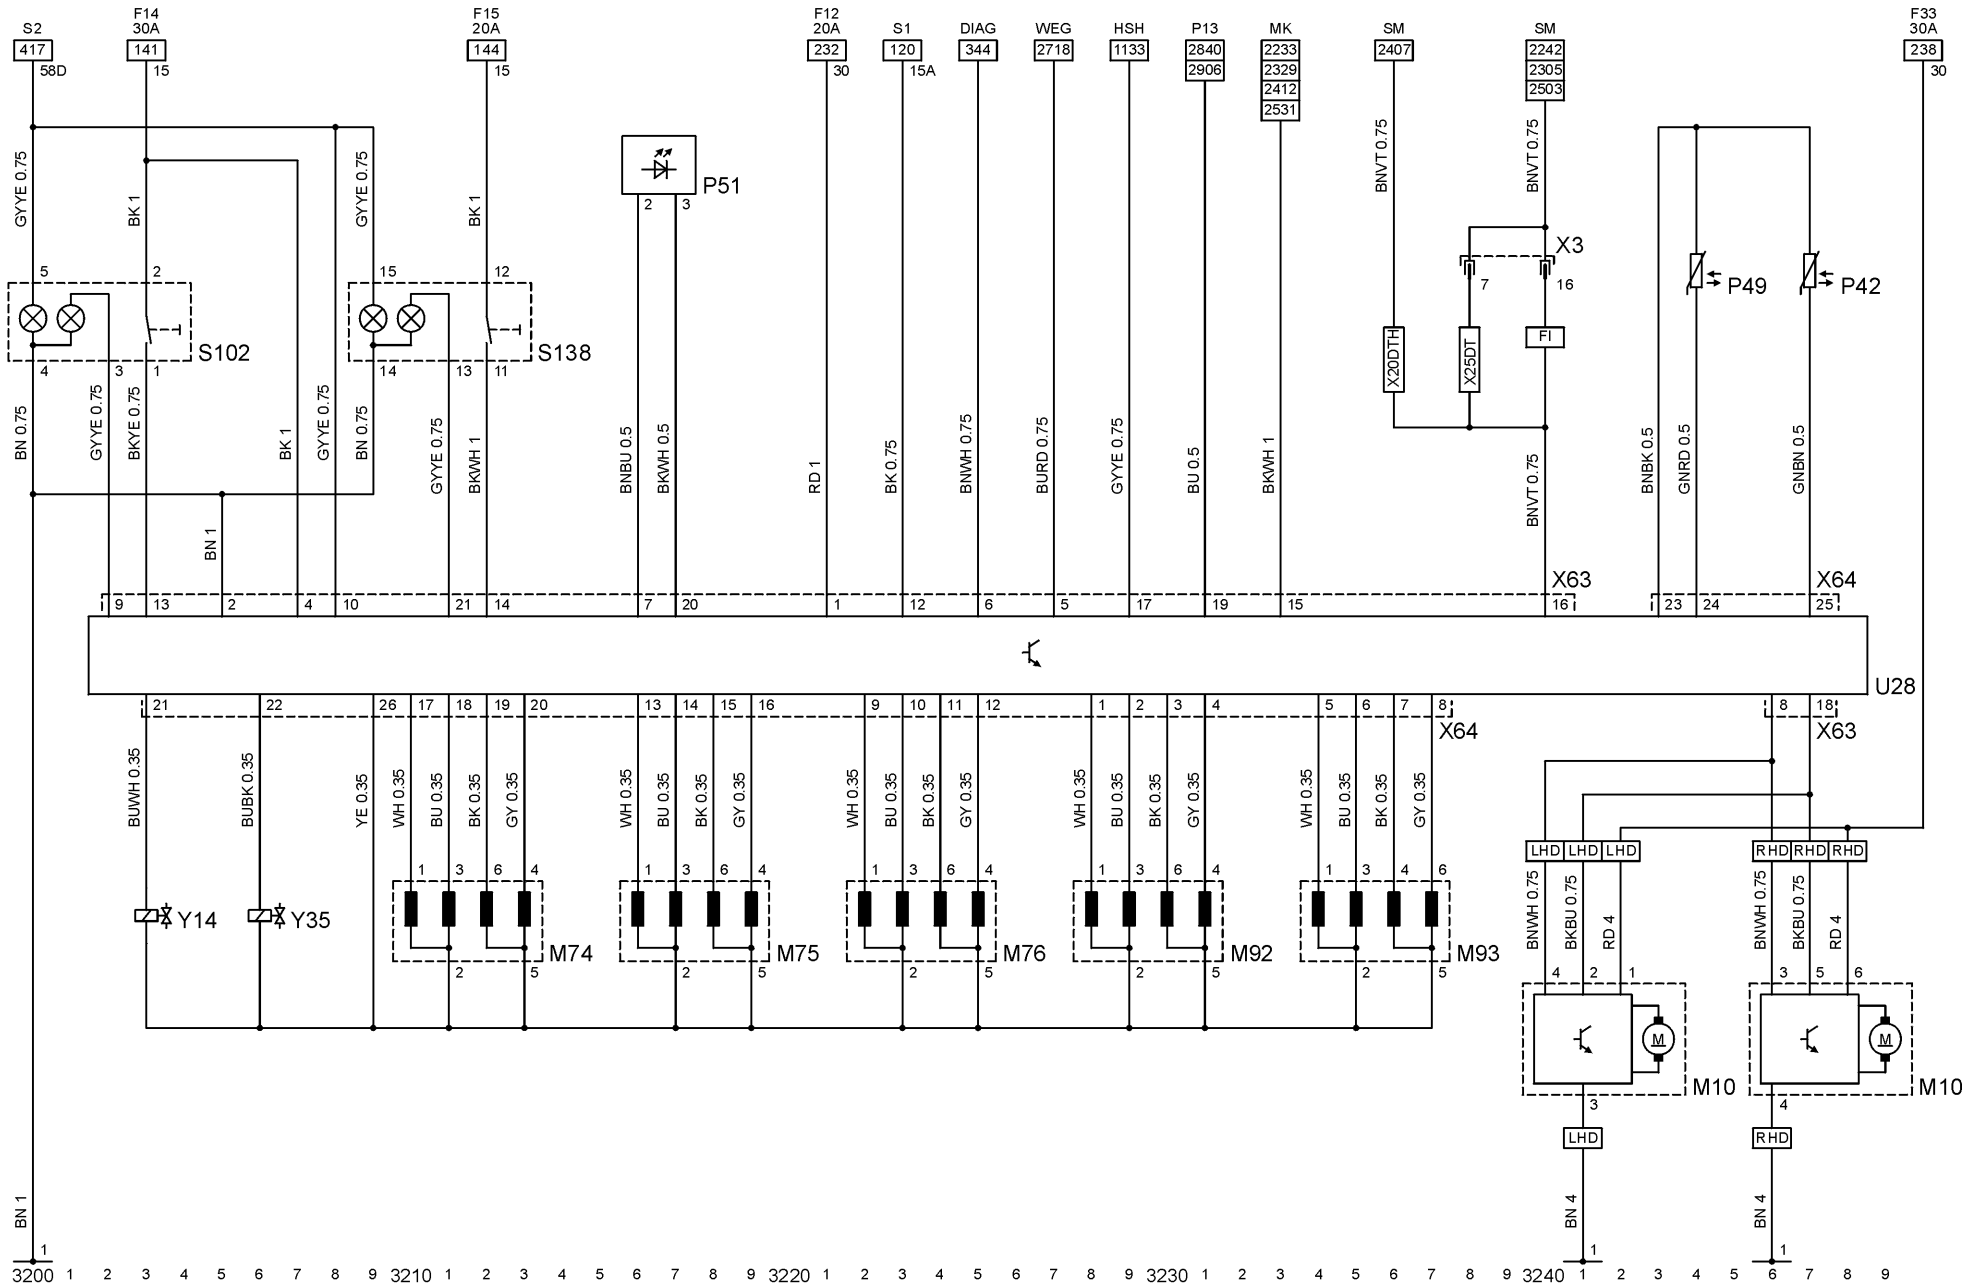 F14 F15 F12 F33
S2 30A 20A 20A S1 DIAG WEG HSH P13 MK SM SM 30A
417 141 144 232 120 344 2718 1133 2840 2233 2407 2242 238
58D 15 15 30 15A 2906 2329 2305 30
2412 2503
2531
GYYE 0.75 BK 1 GYYE 0.75 BK 1 BNVT 0.75 BNVT 0.75
P51
2 3
X3
5 2 15 12 7 16 P49 P42
FI
S102 S138
X20DTH X25DT
4 3 1 14 13 11
BN 0.75 GYYE 0.75 BKYE 0.75 BK 1 GYYE 0.75 BN 0.75 GYYE 0.75 BKWH 1 BNBU 0.5 BKWH 0.5 RD 1 BK 0.75 BNWH 0.75 BURD 0.75 GYYE 0.75 BU 0.5 BKWH 1 BNVT 0.75 BNBK 0.5 GNRD 0.5 GNBN 0.5
BN 1
X63 X64
9 13 2 4 10 21 14 7 20 1 12 6 5 17 19 15 16 23 24 25
U28
21 22 26 17 18 19 20 13 14 15 16 9 10 11 12 1 2 3 4 5 6 7 8 8 18
X64 X63
BUWH 0.35 BUBK 0.35 YE 0.35 WH 0.35 BU 0.35 BK 0.35 GY 0.35 WH 0.35 BU 0.35 BK 0.35 GY 0.35 WH 0.35 BU 0.35 BK 0.35 GY 0.35 WH 0.35 BU 0.35 BK 0.35 GY 0.35 WH 0.35 BU 0.35 BK 0.35 GY 0.35
LHD LHD LHD RHD RHD RHD
1 3 6 4 1 3 6 4 1 3 6 4 1 3 6 4 1 3 4 6
BNWH 0.75 BKBU 0.75 RD 4 BNWH 0.75 BKBU 0.75 RD 4
Y14 Y35
M74 M75 M76 M92 M93
2 5 2 5 2 5 2 5 2 5 4 2 1 3 5 6
M M
M10 M10
3 4
LHD RHD
BN 1 BN 4 BN 4
1 1 1
3200 1 2 3 4 5 6 7 8 9 3210 1 2 3 4 5 6 7 8 9 3220 1 2 3 4 5 6 7 8 9 3230 1 2 3 4 5 6 7 8 9 3240 1 2 3 4 5 6 7 8 9